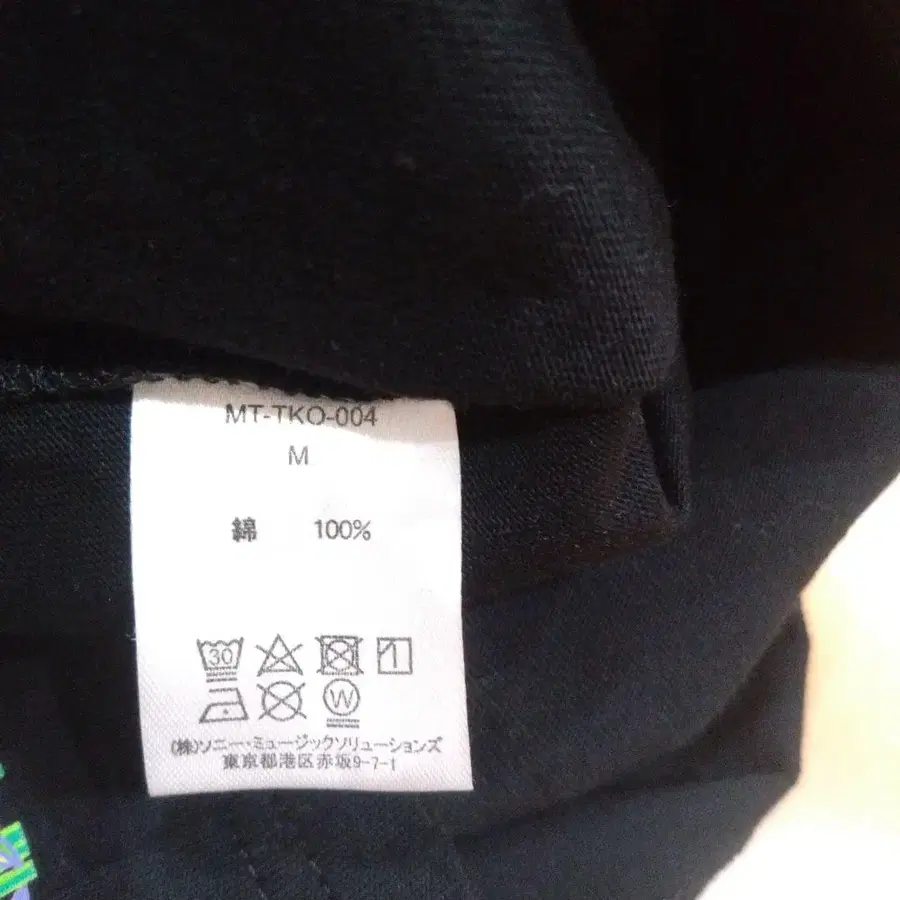 MT-TKO-004
M
綿 100%
30
W
(株)ソニー・ミュージックソリューションズ
東京都港区赤坂9-7-1